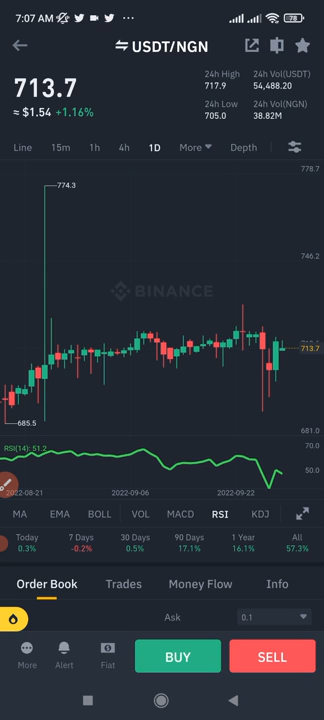 7:07 AM 78
USDT/NGN
713.7
≈ $1.54 +1.16%
24h High 24h Vol(USDT)
717.9 54,488.20
24h Low 24h Vol(NGN)
705.0 38.82M
Line 15m 1h 4h 1D More Depth
778.7
774.3
746.2
BINANCE
713.7
685.5
681.0
RSI(14): 51.2
70.0
50.0
2022-08-21 2022-09-06 2022-09-22
MA EMA BOLL VOL MACD RSI KDJ
Today 7 Days 30 Days 90 Days 1 Year All
0.3% -0.2% 0.5% 17.1% 16.1% 57.3%
Order Book Trades Money Flow Info
Ask 0.1
More Alert Fiat BUY SELL